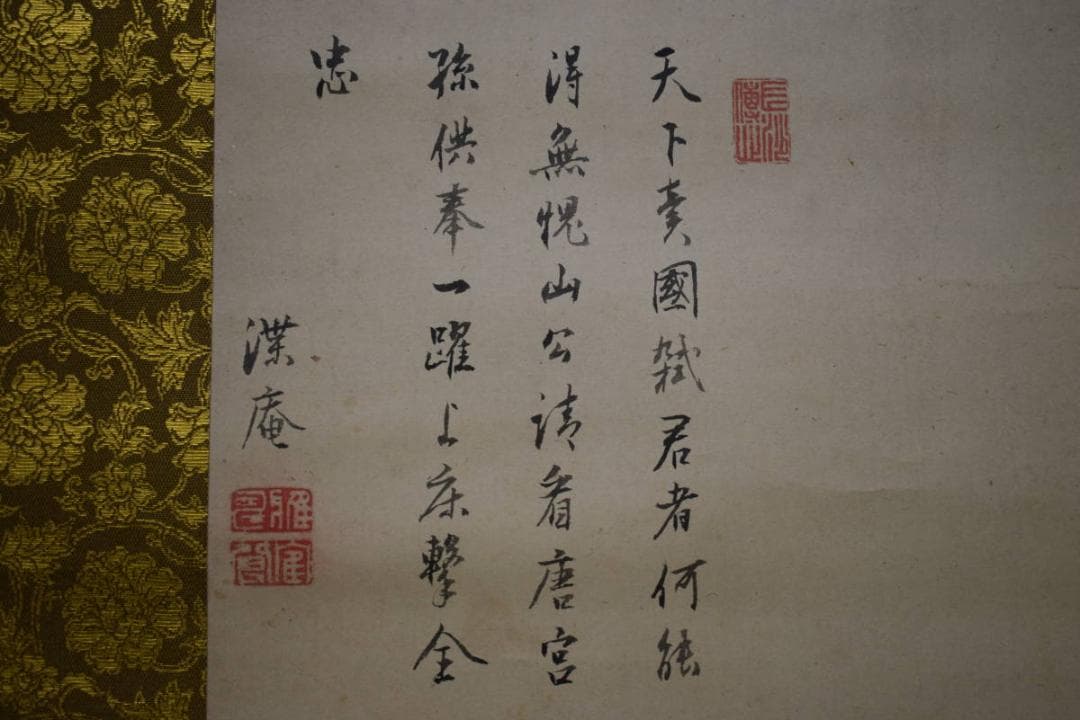 天下賣國弑君者何能
得無愧山公請看唐宮
孫供奉一躍上床擊全
忠
渫庵